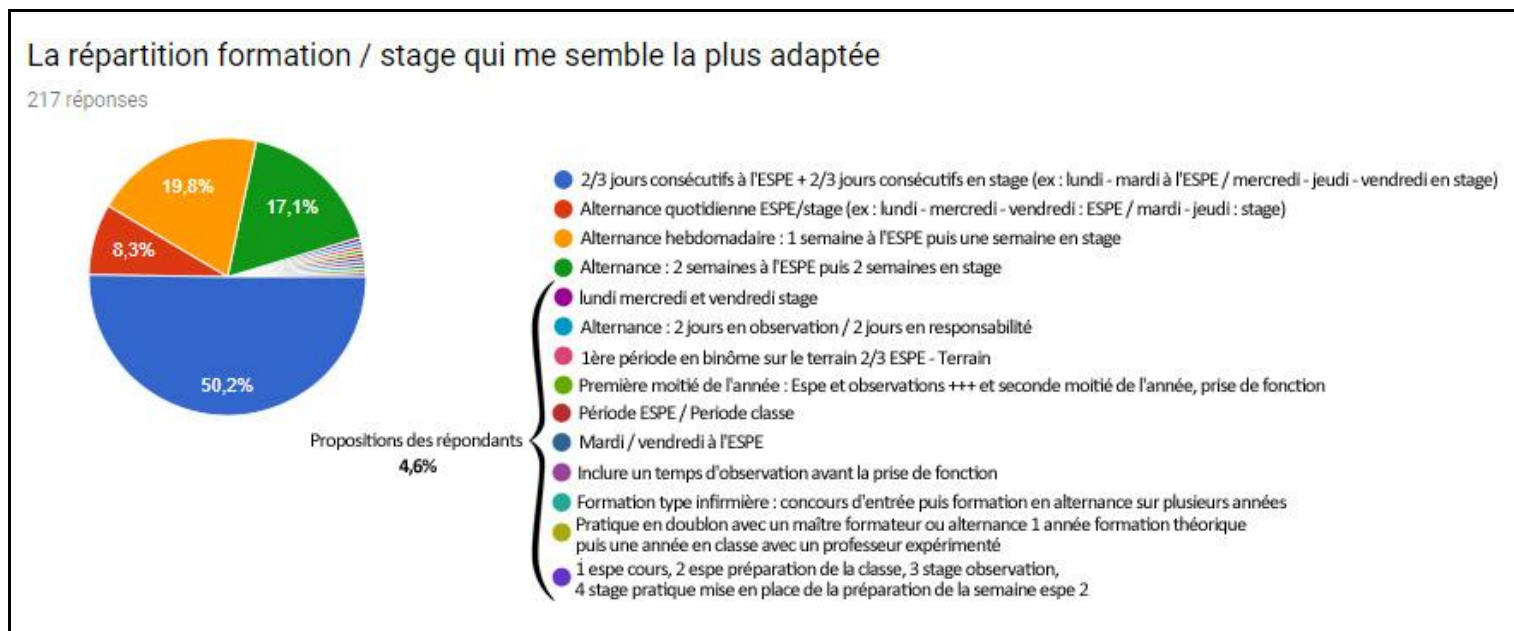 La répartition formation / stage qui me semble la plus adaptée
217 réponses
19,8%
17,1%
8,3%
50,2%
2/3 jours consécutifs à l'ESPE + 2/3 jours consécutifs en stage (ex : lundi - mardi à l'ESPE / mercredi - jeudi - vendredi en stage)
Alternance quotidienne ESPE/stage (ex : lundi - mercredi - vendredi : ESPE / mardi - jeudi : stage)
Alternance hebdomadaire : 1 semaine à l'ESPE puis une semaine en stage
Alternance : 2 semaines à l'ESPE puis 2 semaines en stage
Propositions des répondants
4,6%
lundi mercredi et vendredi stage
Alternance : 2 jours en observation / 2 jours en responsabilité
1ère période en binôme sur le terrain 2/3 ESPE - Terrain
Première moitié de l'année : Espe et observations +++ et seconde moitié de l'année, prise de fonction
Période ESPE / Periode classe
Mardi / vendredi à l'ESPE
Inclure un temps d'observation avant la prise de fonction
Formation type infirmière : concours d'entrée puis formation en alternance sur plusieurs années
Pratique en doublon avec un maître formateur ou alternance 1 année formation théorique
puis une année en classe avec un professeur expérimenté
1 espe cours, 2 espe préparation de la classe, 3 stage observation,
4 stage pratique mise en place de la préparation de la semaine espe 2